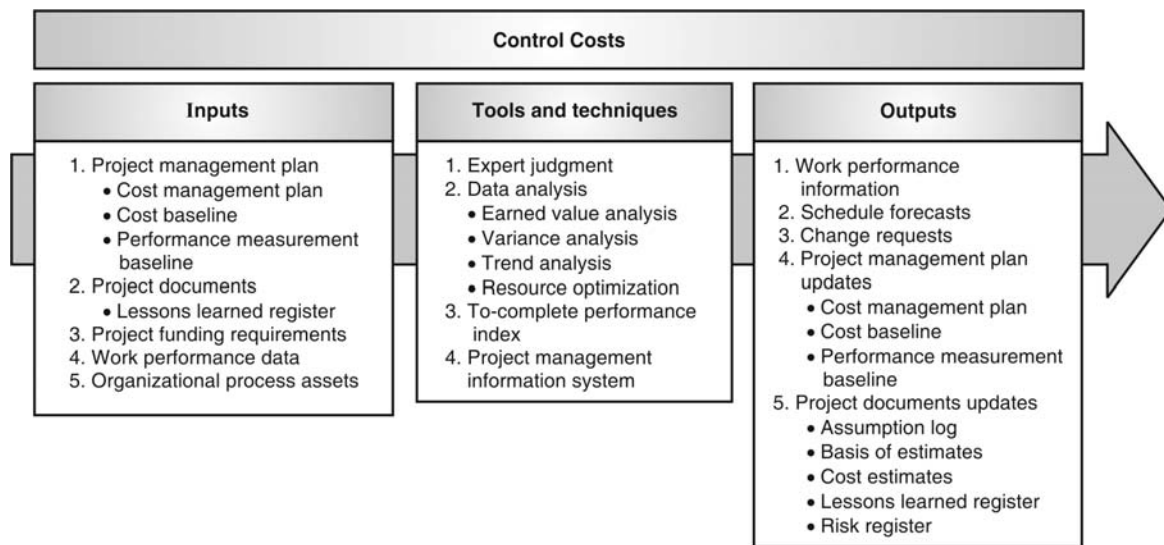 Control Costs
Inputs
1. Project management plan
• Cost management plan
• Cost baseline
• Performance measurement
baseline
2. Project documents
• Lessons learned register
3. Project funding requirements
4. Work performance data
5. Organizational process assets
Tools and techniques
1. Expert judgment
2. Data analysis
• Earned value analysis
• Variance analysis
• Trend analysis
• Resource optimization
3. To-complete performance
index
4. Project management
information system
Outputs
1. Work performance
information
2. Schedule forecasts
3. Change requests
4. Project management plan
updates
• Cost management plan
• Cost baseline
• Performance measurement
baseline
5. Project documents updates
• Assumption log
• Basis of estimates
• Cost estimates
• Lessons learned register
• Risk register